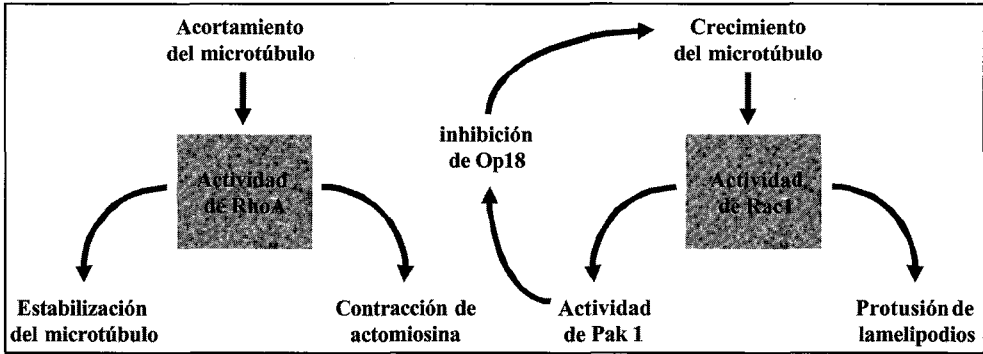 Acortamiento
del microtúbulo
Crecimiento
del microtúbulo
inhibición
de Op18
Actividad
de RhoA
Actividad
de Rac1
Estabilización
del microtúbulo
Contracción de
actomiosina
Actividad
de Pak 1
Protusión de
lamelipodios